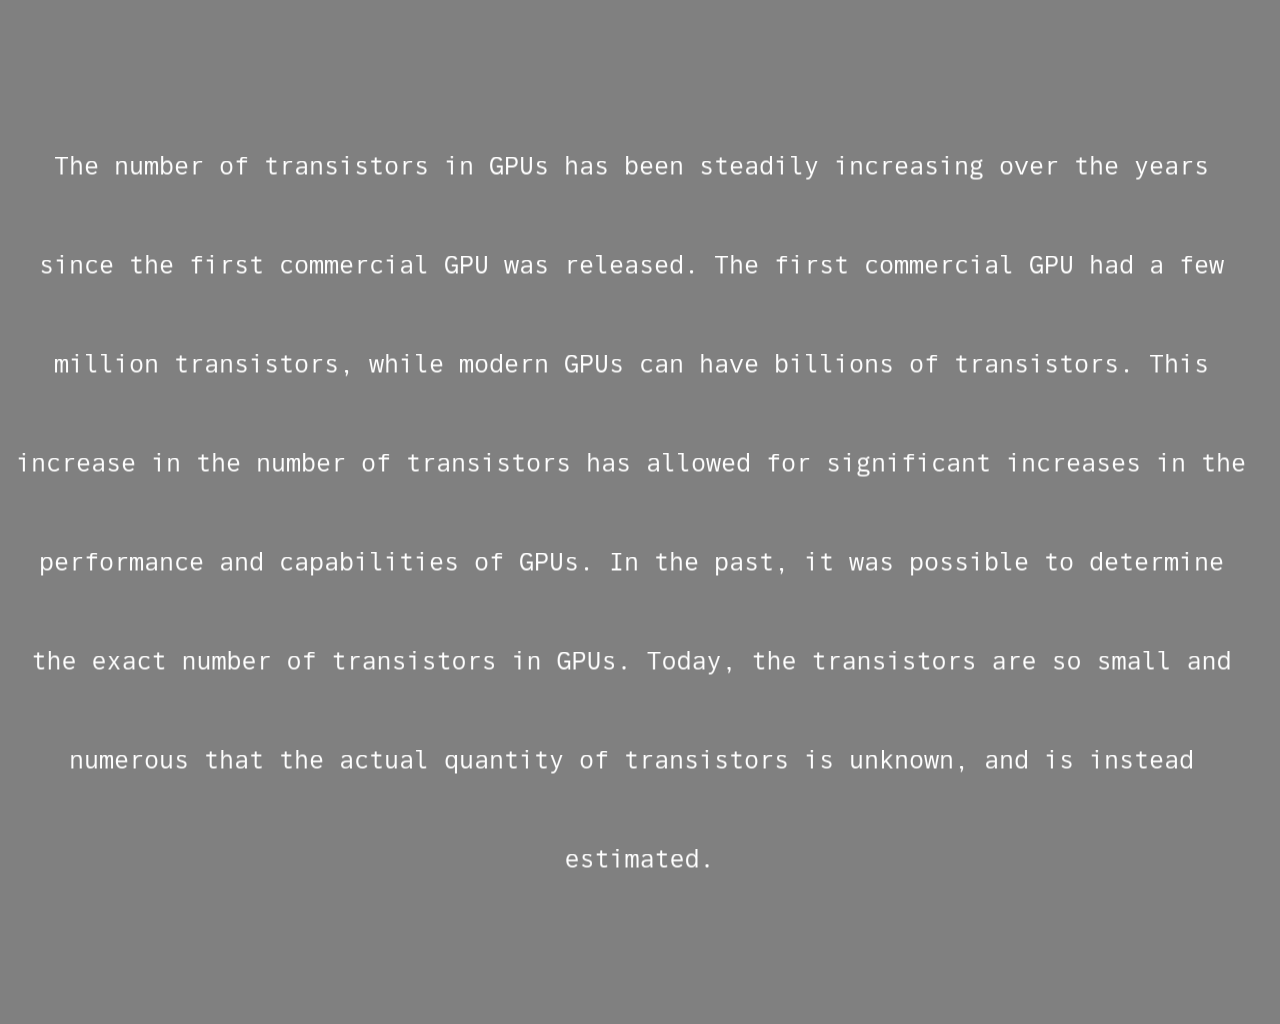 The number of transistors in GPUs has been steadily increasing over the years
since the first commercial GPU was released. The first commercial GPU had a few
million transistors, while modern GPUs can have billions of transistors. This
increase in the number of transistors has allowed for significant increases in the
performance and capabilities of GPUs. In the past, it was possible to determine
the exact number of transistors in GPUs. Today, the transistors are so small and
numerous that the actual quantity of transistors is unknown, and is instead
estimated.